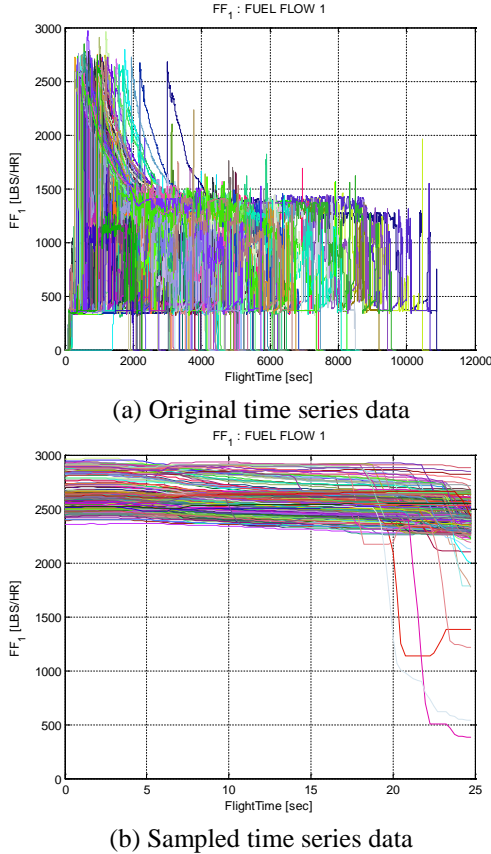 FF1 : FUEL FLOW 1
3000
2500
2000
1500
1000
500
0
FF1 [LBS/HR]
0 2000 4000 6000 8000 10000 12000
FlightTime [sec]
(a) Original time series data
FF1 : FUEL FLOW 1
3000
2500
2000
1500
1000
500
0
FF1 [LBS/HR]
0 5 10 15 20 25
FlightTime [sec]
(b) Sampled time series data